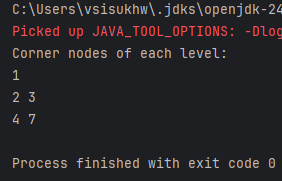 C:\Users\vsisukhw\.jdks\openjdk-24
Picked up JAVA_TOOL_OPTIONS: -Dlog
Corner nodes of each level:
1
2 3
4 7
Process finished with exit code 0